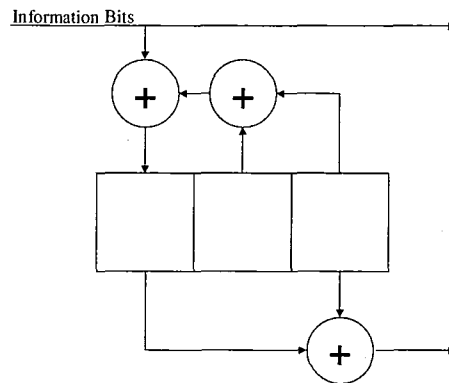 Information Bits
+ +
+